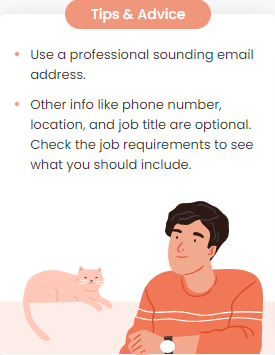 Tips & Advice
Use a professional sounding email
address.
Other info like phone number,
location, and job title are optional.
Check the job requirements to see
what you should include.